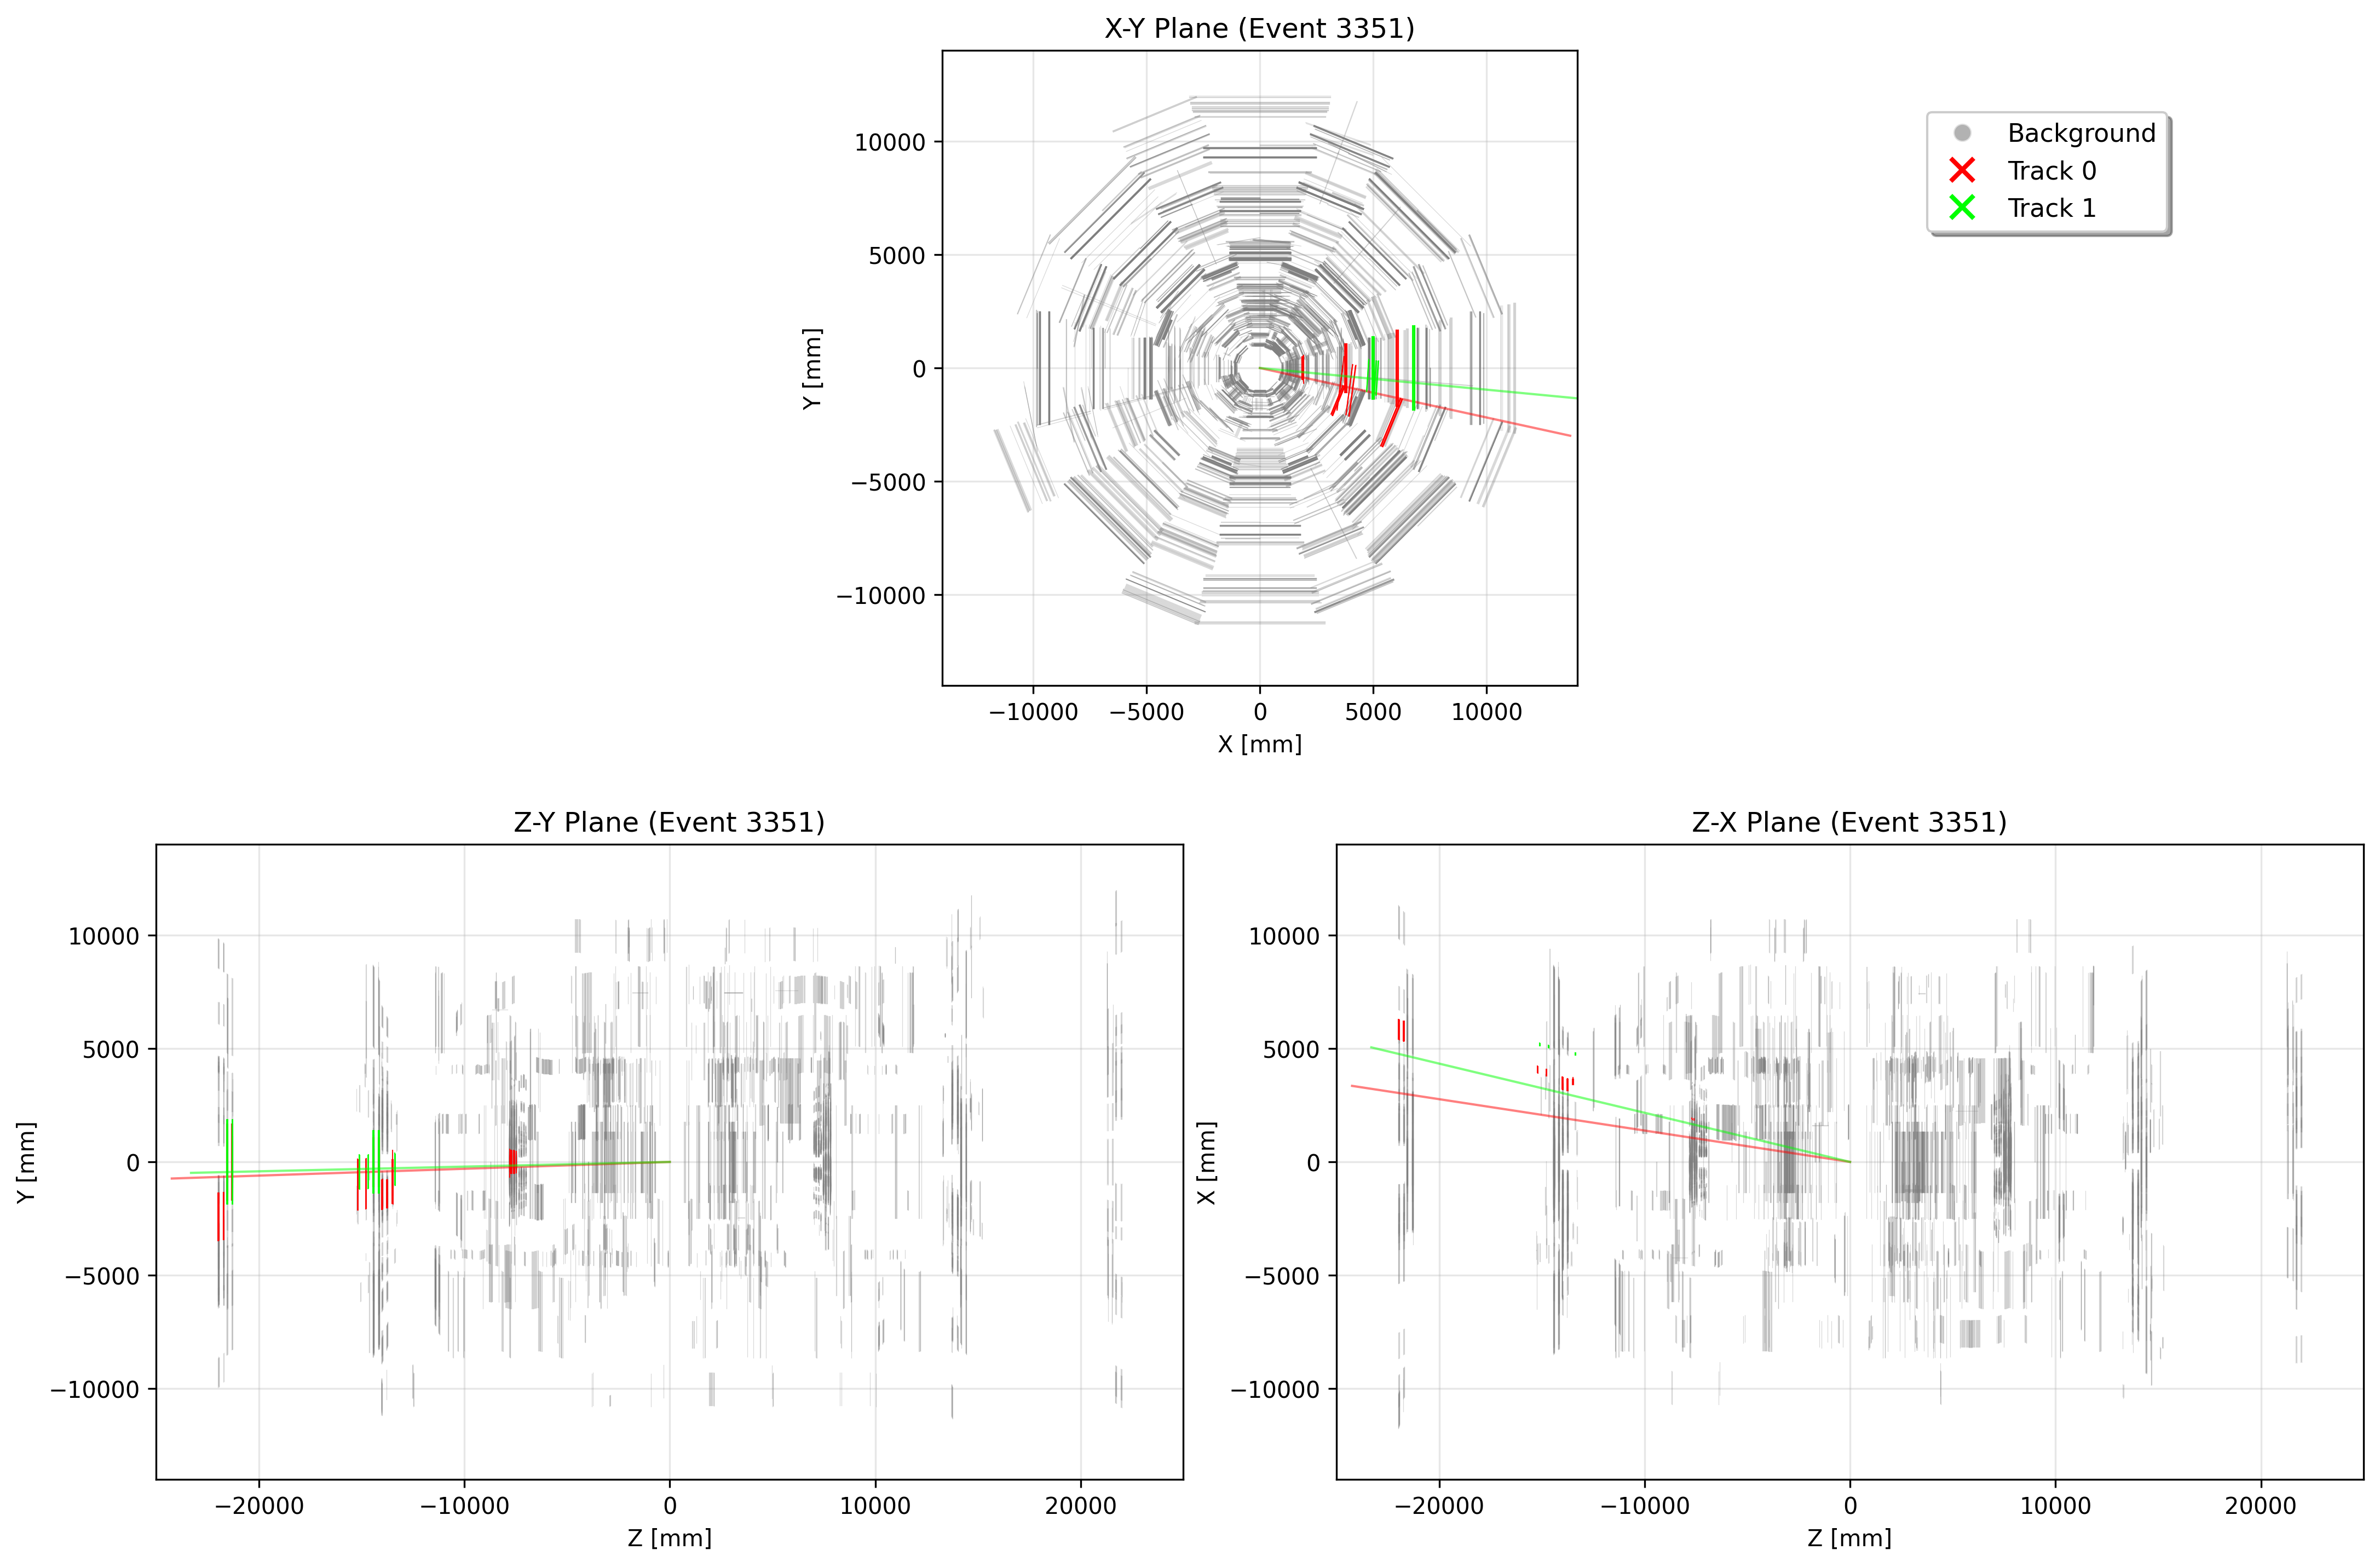 X-Y Plane (Event 3351)
Y [mm]
10000
5000
0
−5000
−10000
−10000 −5000 0 5000 10000
X [mm]
Background
Track 0
Track 1
Z-Y Plane (Event 3351)
Y [mm]
10000
5000
0
−5000
−10000
−20000 −10000 0 10000 20000
Z [mm]
Z-X Plane (Event 3351)
X [mm]
10000
5000
0
−5000
−10000
−20000 −10000 0 10000 20000
Z [mm]